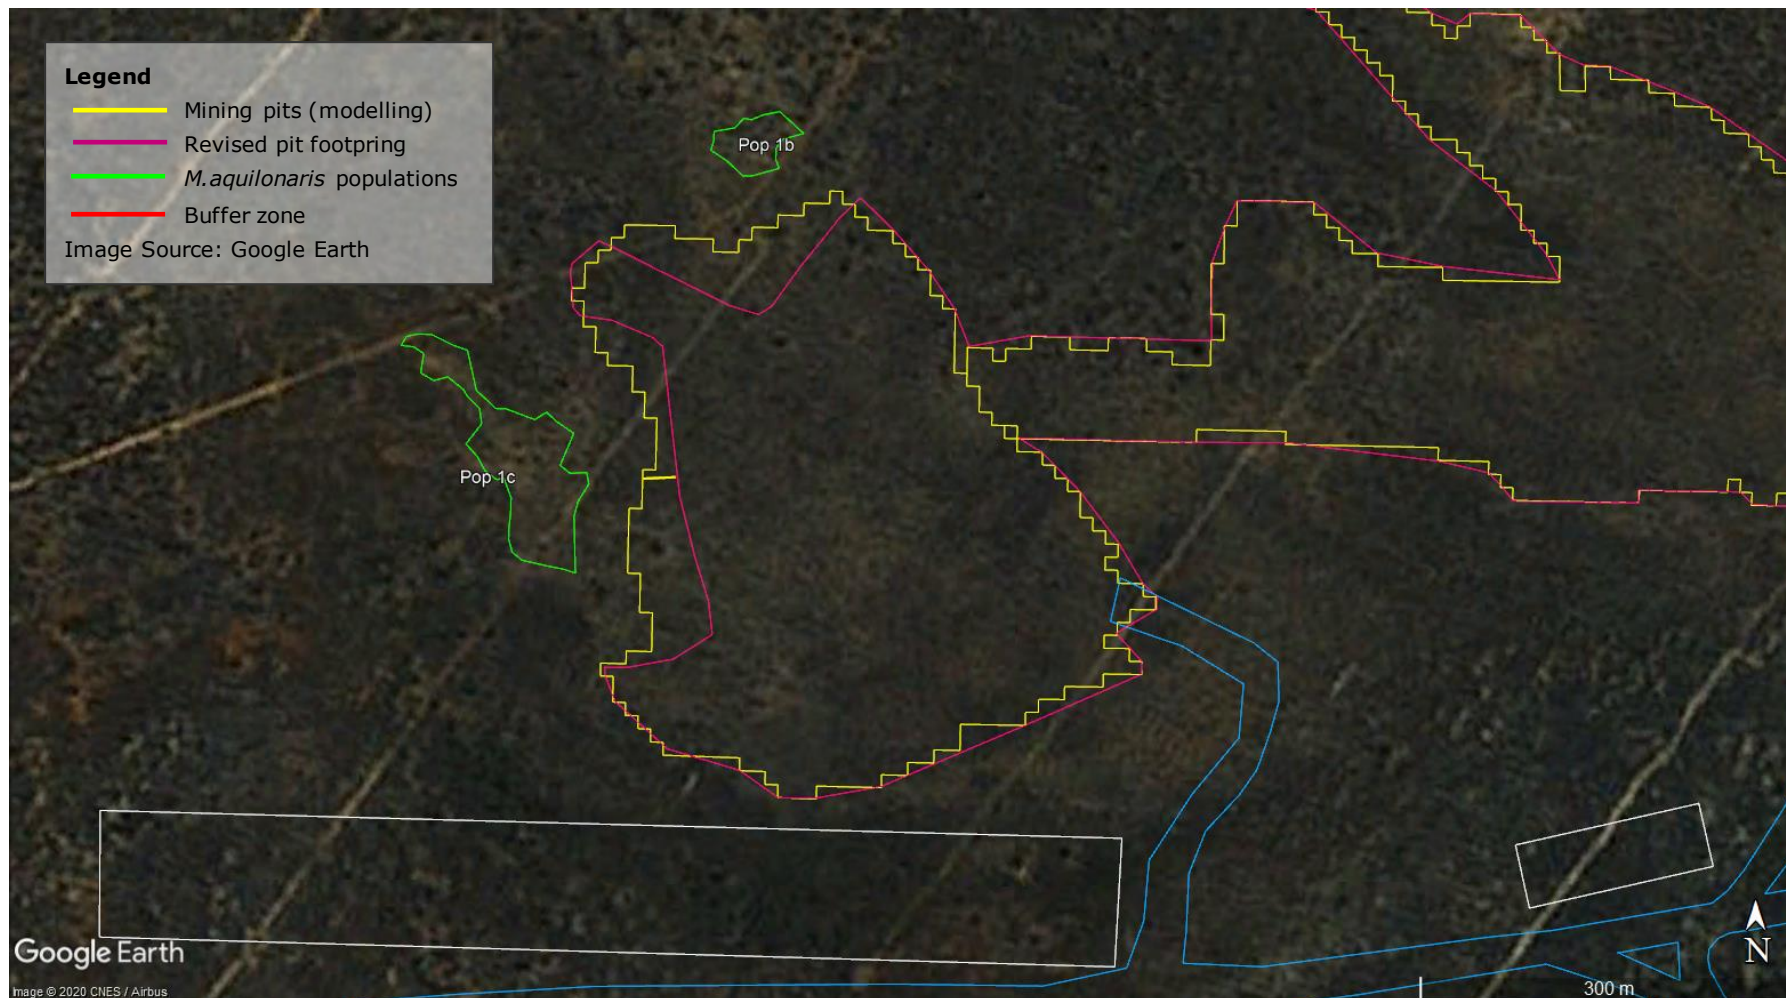 Legend
Mining pits (modelling)
Revised pit footpring
M.aquilonaris populations
Buffer zone
Image Source: Google Earth
Pop 1b
Pop 1c
Google Earth
N
Image © 2020 CNES / Airbus
300 m